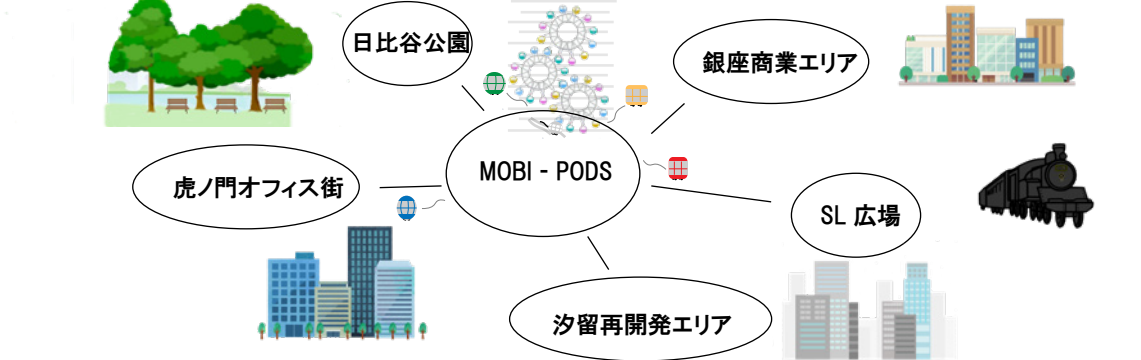 日比谷公園
銀座商業エリア
MOBI - PODS
虎ノ門オフィス街
SL 広場
汐留再開発エリア